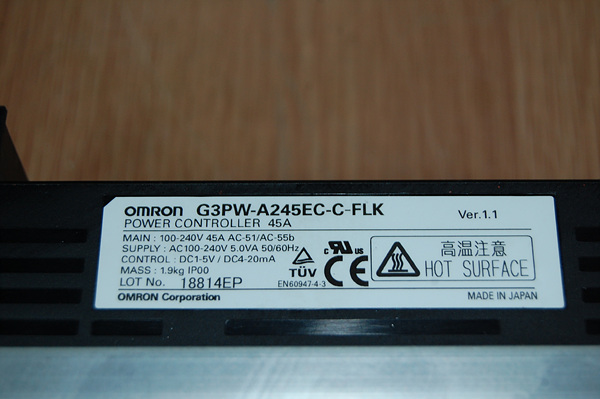 OMRON G3PW-A245EC-C-FLK Ver.1.1
POWER CONTROLLER 45A
MAIN : 100-240V 45A AC-51/AC-55b
SUPPLY : AC100-240V 5.0VA 50/60Hz
CONTROL : DC1-5V / DC4-20mA
MASS : 1.9kg IP00
LOT No. 18814EP
OMRON Corporation
TÜV
c UL us
CE
EN60947-4-3
高温注意
HOT SURFACE
MADE IN JAPAN